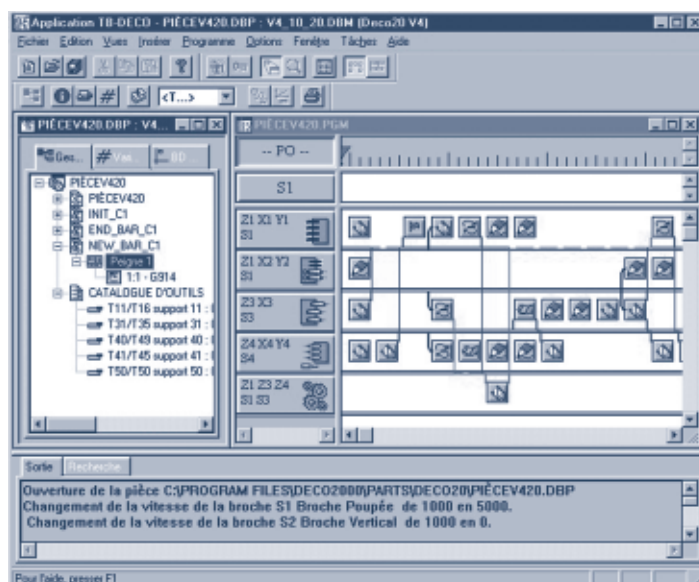 Application TB-DECO - PIÈCEV420.DBP : V4_10_20.DBM (Deco20 V4)
Fichier Edition Vues Insérer Programme Options Fenêtre Tâches Aide
<T...>
PIÈCEV420.DBP : V4...
Ges...
Var...
BD
PIÈCEV420
PIÈCEV420
INIT_C1
END_BAR_C1
NEW_BAR_C1
Peigne 1
1:1 - G914
CATALOGUE D'OUTILS
T11/T16 support 11 :
T31/T35 support 31 :
T40/T49 support 40 :
T41/T45 support 41 :
T50/T50 support 50 :
PIÈCEV420.PGM
-- PO --
S1
Z1 X1 Y1
S1
Z1 X2 Y2
S1
Z3 X3
S3
Z4 X4 Y4
S4
Z1 Z3 Z4
S1 S3
Sortie
Recherche
Ouverture de la pièce C:\PROGRAM FILES\DECO2000\PARTS\DECO20\PIÈCEV420.DBP
Changement de la vitesse de la broche S1 Broche Poupée de 1000 en 5000.
Changement de la vitesse de la broche S2 Broche Vertical de 1000 en 0.
Pour l'aide, presser F1